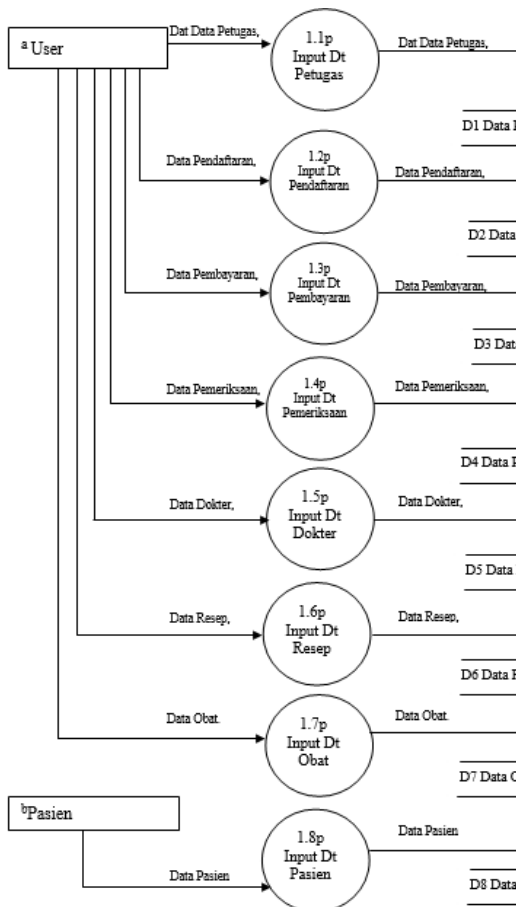 a User
Dat Data Petugas,
1.1p
Input Dt
Petugas
Dat Data Petugas,
D1 Data
Data Pendaftaran,
1.2p
Input Dt
Pendaftaran
Data Pendaftaran,
D2 Data
Data Pembayaran,
1.3p
Input Dt
Pembayaran
Data Pembayaran,
D3 Data
Data Pemeriksaan,
1.4p
Input Dt
Pemeriksaan
Data Pemeriksaan,
D4 Data
Data Dokter,
1.5p
Input Dt
Dokter
Data Dokter,
D5 Data
Data Resep,
1.6p
Input Dt
Resep
Data Resep,
D6 Data
Data Obat.
1.7p
Input Dt
Obat
Data Obat.
D7 Data
bPasien
Data Pasien
1.8p
Input Dt
Pasien
Data Pasien
D8 Data